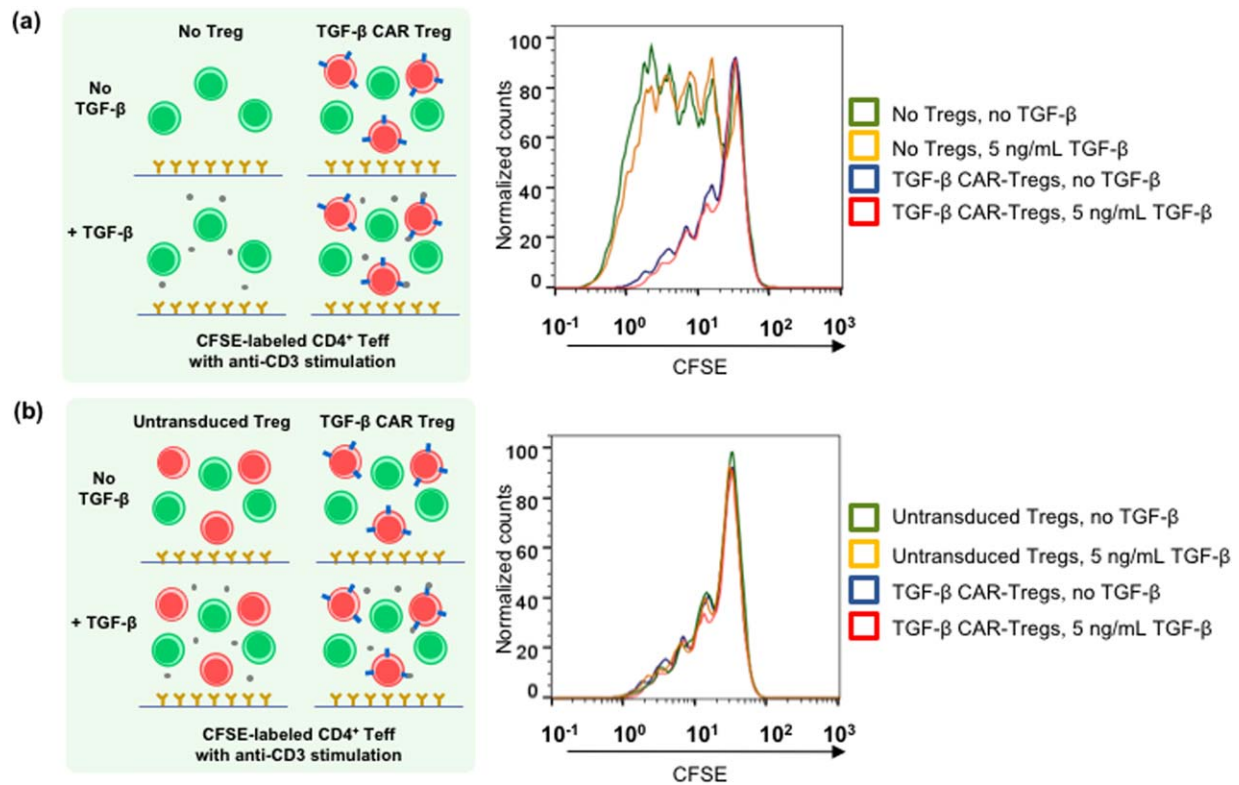 (a)
No Treg TGF-β CAR Treg
No
TGF-β
+ TGF-β
CFSE-labeled CD4⁺ Teff
with anti-CD3 stimulation
Normalized counts
100
80
60
40
20
0
10⁻¹ 10⁰ 10¹ 10² 10³
CFSE
No Tregs, no TGF-β
No Tregs, 5 ng/mL TGF-β
TGF-β CAR-Tregs, no TGF-β
TGF-β CAR-Tregs, 5 ng/mL TGF-β
(b)
Untransduced Treg TGF-β CAR Treg
No
TGF-β
+ TGF-β
CFSE-labeled CD4⁺ Teff
with anti-CD3 stimulation
Normalized counts
100
80
60
40
20
0
10⁻¹ 10⁰ 10¹ 10² 10³
CFSE
Untransduced Tregs, no TGF-β
Untransduced Tregs, 5 ng/mL TGF-β
TGF-β CAR-Tregs, no TGF-β
TGF-β CAR-Tregs, 5 ng/mL TGF-β